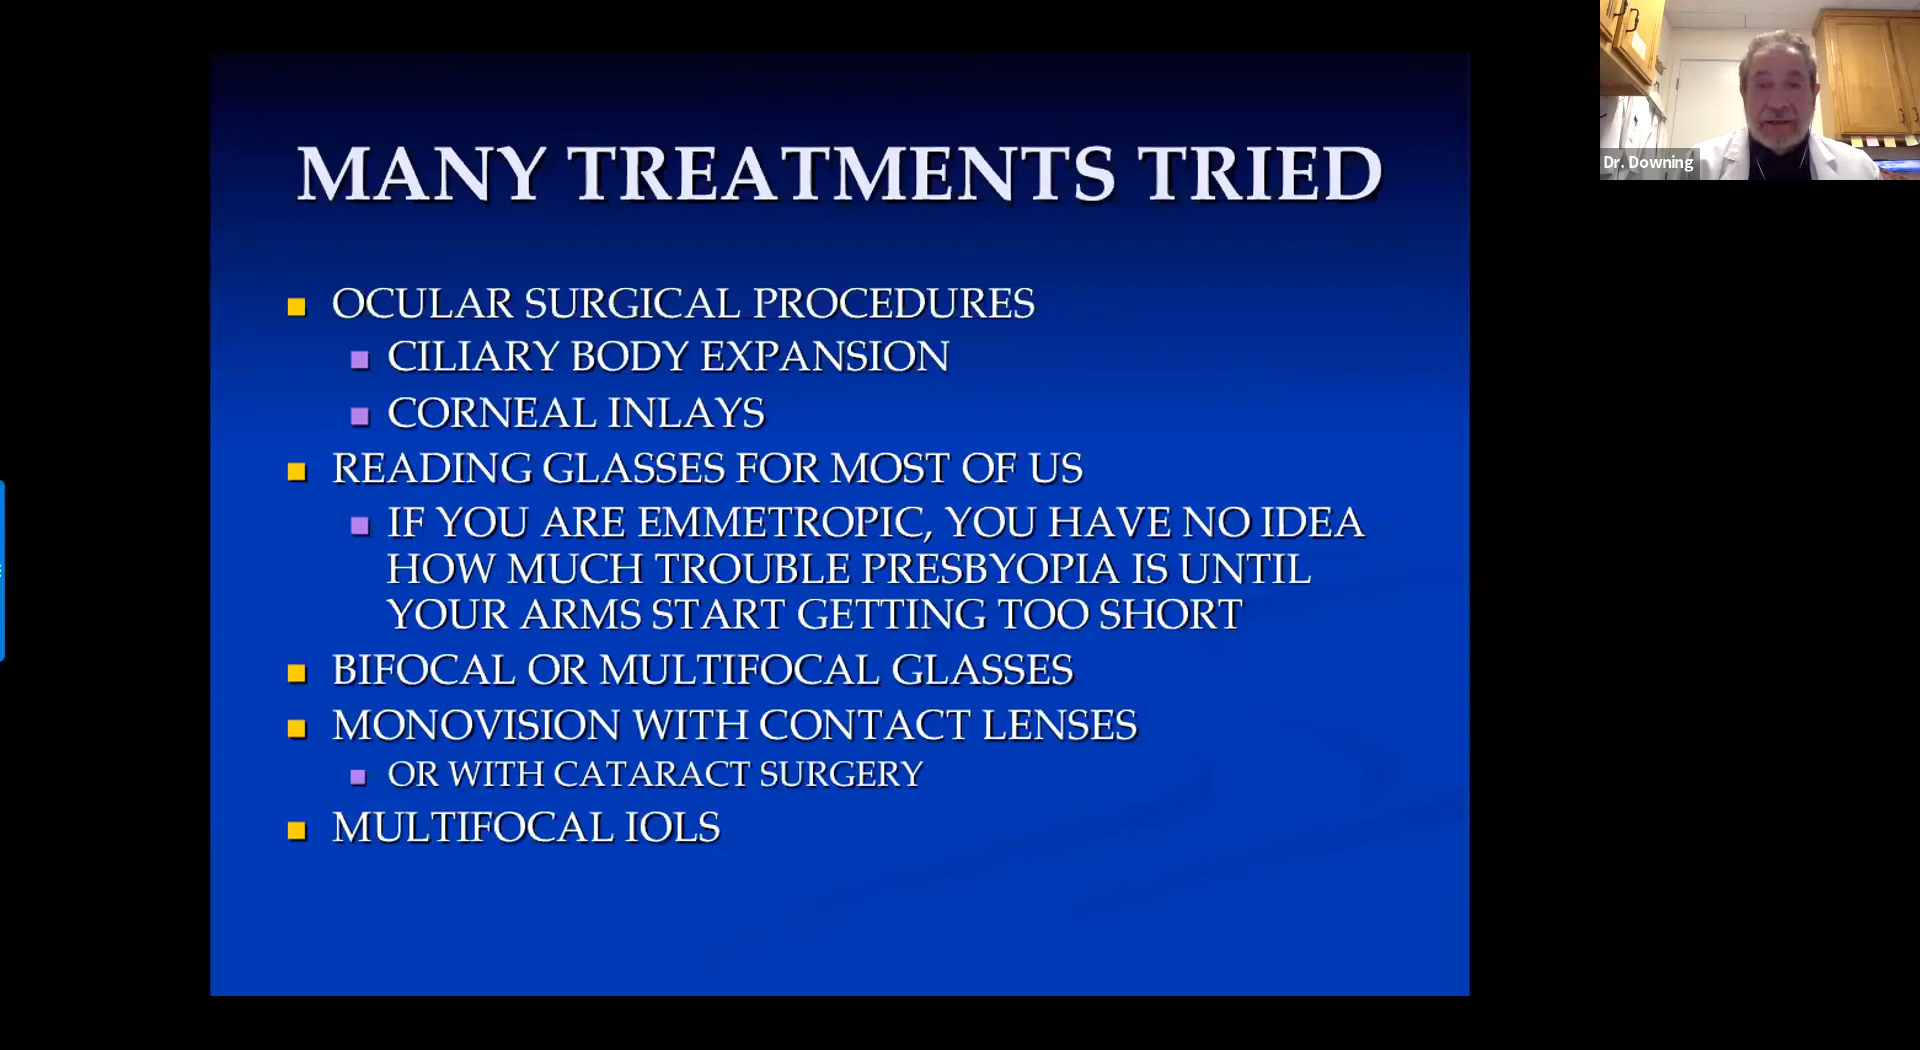 MANY TREATMENTS TRIED
OCULAR SURGICAL PROCEDURES
CILIARY BODY EXPANSION
CORNEAL INLAYS
READING GLASSES FOR MOST OF US
IF YOU ARE EMMETROPIC, YOU HAVE NO IDEA
HOW MUCH TROUBLE PRESBYOPIA IS UNTIL
YOUR ARMS START GETTING TOO SHORT
BIFOCAL OR MULTIFOCAL GLASSES
MONOVISION WITH CONTACT LENSES
OR WITH CATARACT SURGERY
MULTIFOCAL IOLS
Dr. Downing